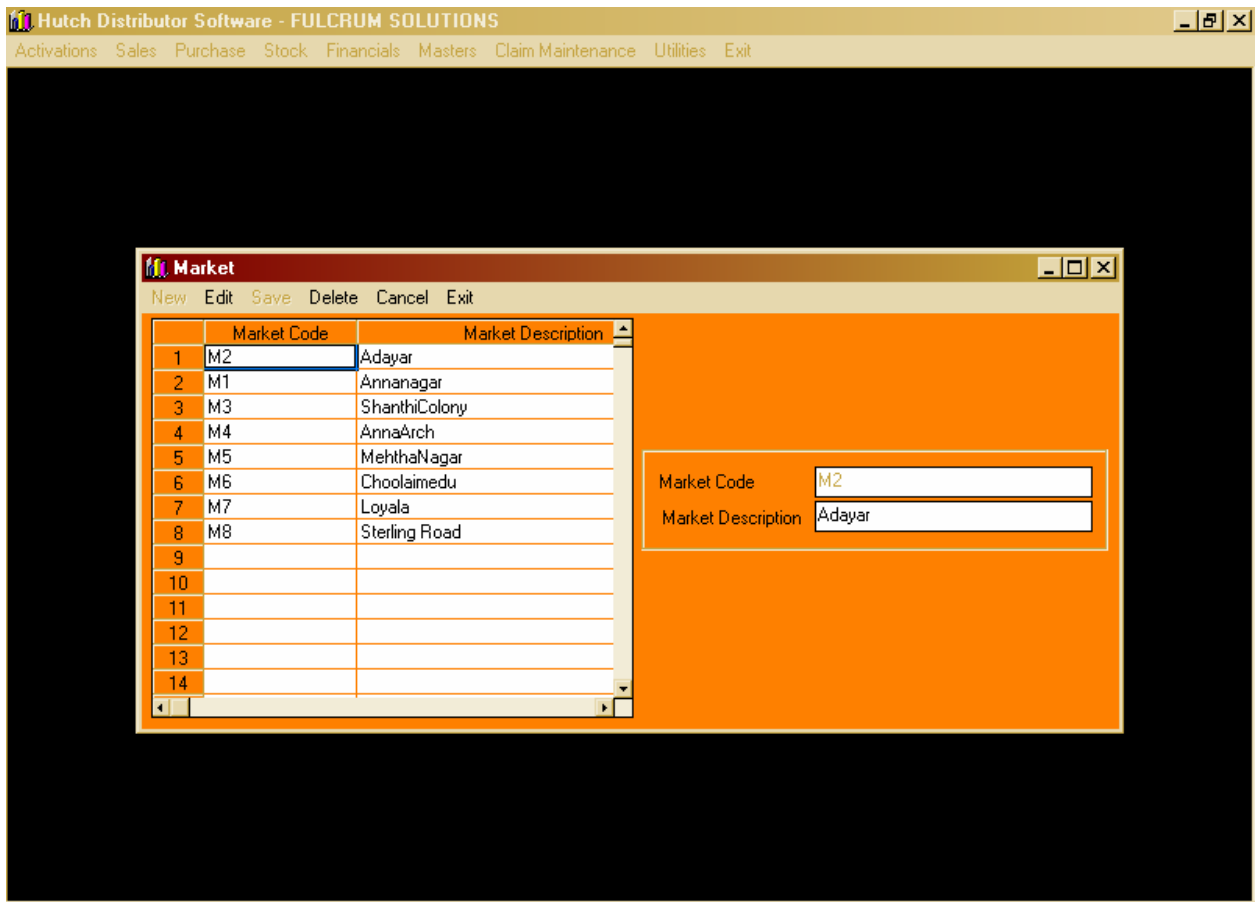 Hutch Distributor Software - FULCRUM SOLUTIONS
Activations Sales Purchase Stock Financials Masters Claim Maintenance Utilities Exit
Market
New Edit Save Delete Cancel Exit
Market Code Market Description
1 M2 Adayar
2 M1 Annanagar
3 M3 ShanthiColony
4 M4 AnnaArch
5 M5 MehthaNagar
6 M6 Choolaimedu
7 M7 Loyala
8 M8 Sterling Road
9
10
11
12
13
14
Market Code M2
Market Description Adayar